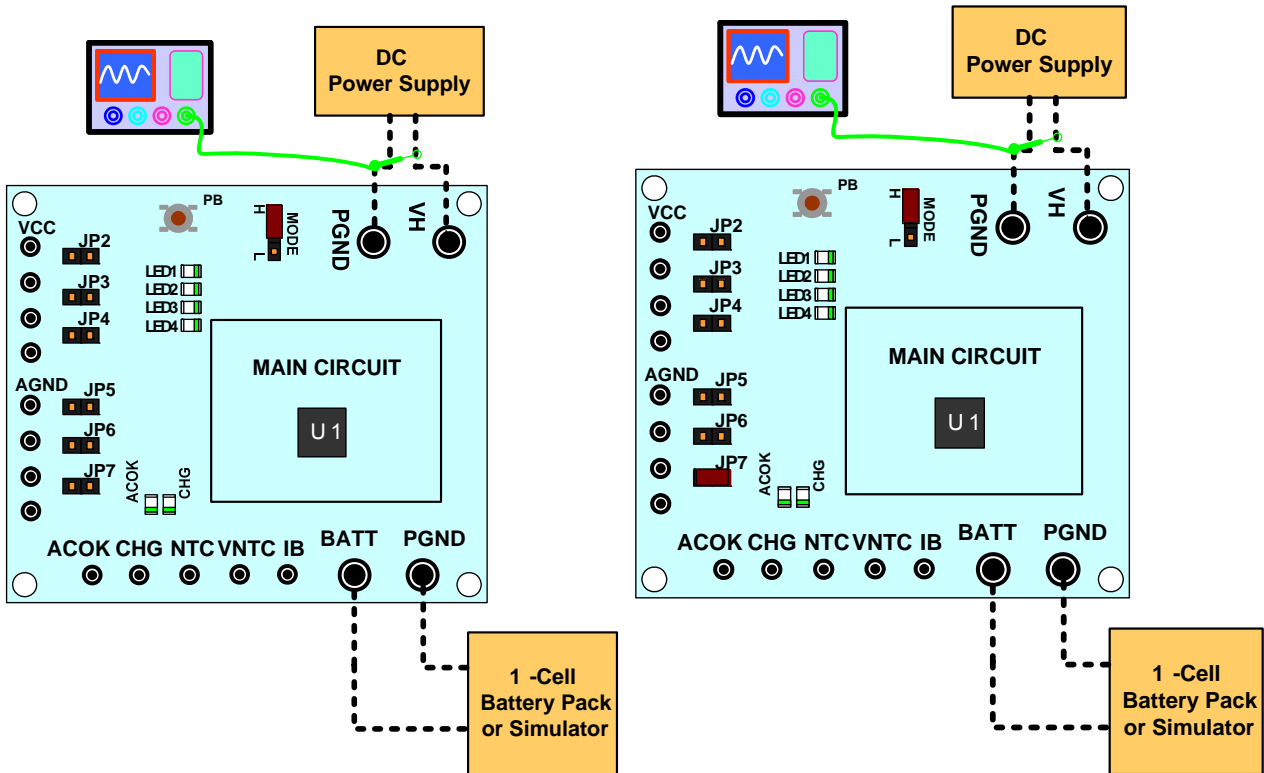 DC
Power Supply
PB
H
MODE
L
PGND
VH
VCC
JP2
JP3
JP4
LED1
LED2
LED3
LED4
MAIN CIRCUIT
U 1
AGND
JP5
JP6
JP7
ACOK
CHG
ACOK CHG NTC VNTC IB
BATT
PGND
1 -Cell
Battery Pack
or Simulator
DC
Power Supply
PB
H
MODE
L
PGND
VH
VCC
JP2
JP3
JP4
LED1
LED2
LED3
LED4
MAIN CIRCUIT
U 1
AGND
JP5
JP6
JP7
ACOK
CHG
ACOK CHG NTC VNTC IB
BATT
PGND
1 -Cell
Battery Pack
or Simulator